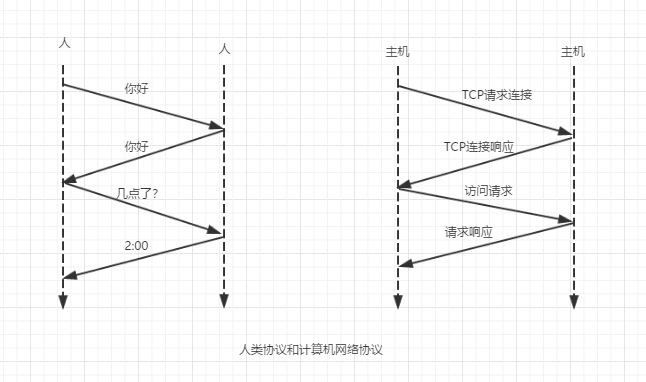 人
人
你好
你好
几点了?
2:00
主机
主机
TCP请求连接
TCP连接响应
访问请求
请求响应
人类协议和计算机网络协议